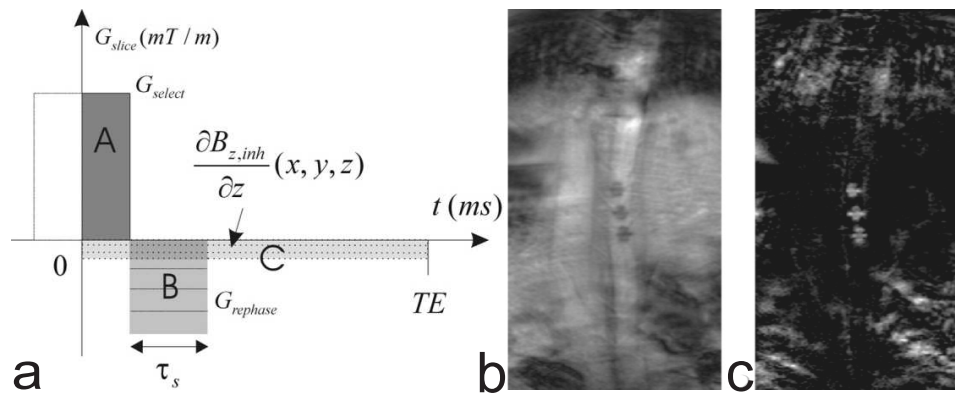 G_slice (mT / m)
G_select
A
∂B_z,inh / ∂z (x, y, z)
t (ms)
0
C
B
G_rephase
TE
τ_s
a
b
c